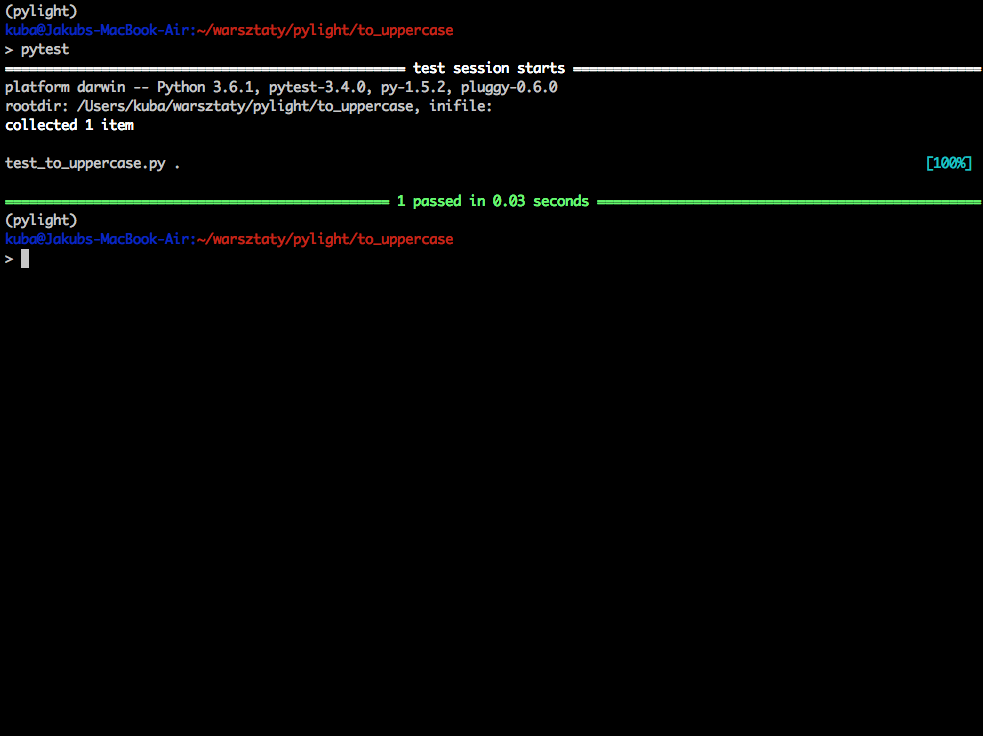 (pylight)
kuba@Jakubs-MacBook-Air:~/warsztaty/pylight/to_uppercase
> pytest
test session starts
platform darwin -- Python 3.6.1, pytest-3.4.0, py-1.5.2, pluggy-0.6.0
rootdir: /Users/kuba/warsztaty/pylight/to_uppercase, inifile:
collected 1 item
test_to_uppercase.py . [100%]
1 passed in 0.03 seconds
(pylight)
kuba@Jakubs-MacBook-Air:~/warsztaty/pylight/to_uppercase
>